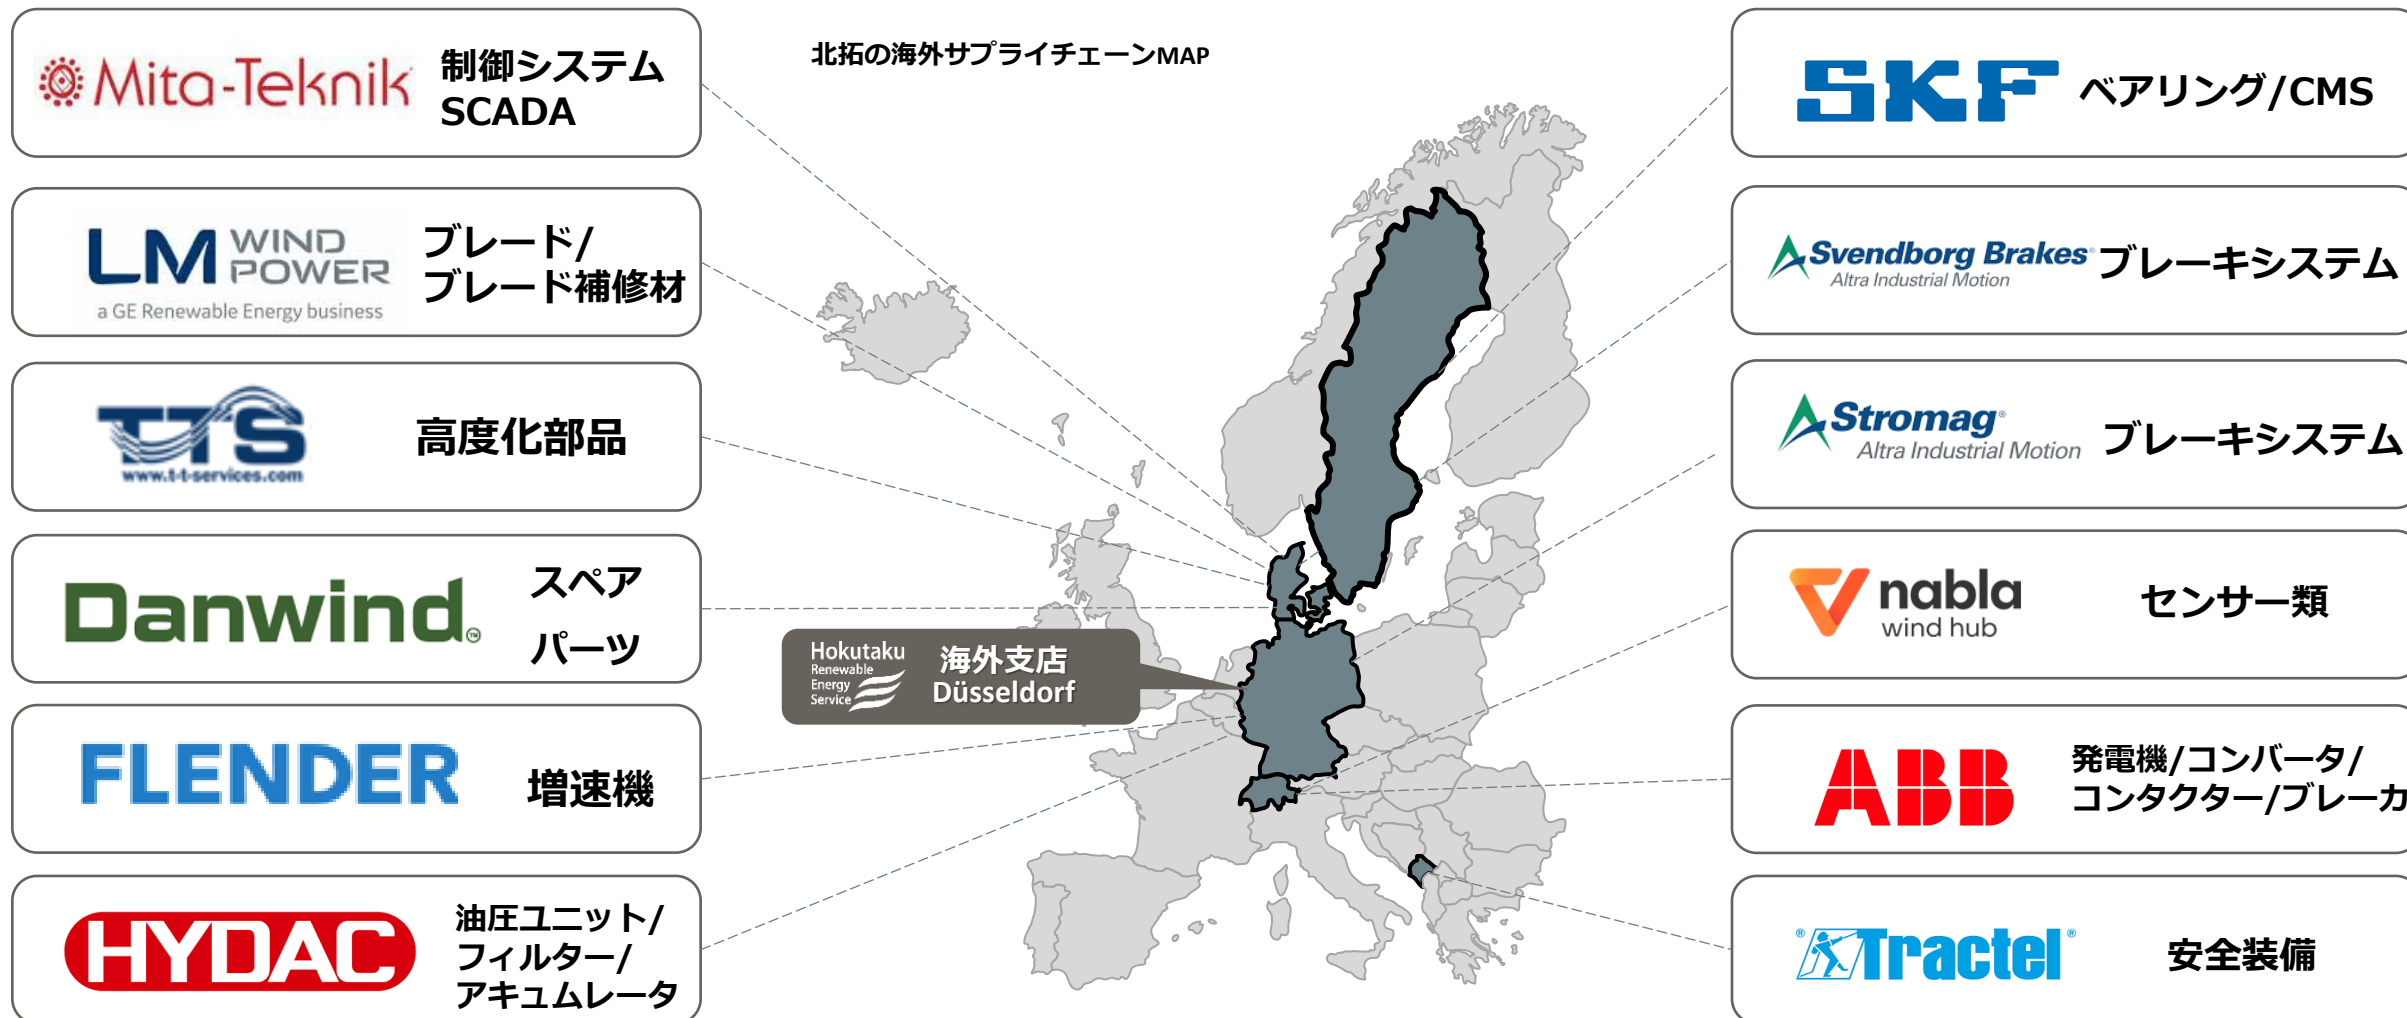 北拓の海外サプライチェーンMAP
Mita-Teknik
制御システム
SCADA
LM WIND POWER
a GE Renewable Energy business
ブレード/
ブレード補修材
TTS
www.t-t-services.com
高度化部品
Danwind
TM
スペア
パーツ
FLENDER
増速機
HYDAC
油圧ユニット/
フィルター/
アキュムレータ
Hokutaku
Renewable
Energy
Service
海外支店
Düsseldorf
SKF
ベアリング/CMS
Svendborg Brakes®
Altra Industrial Motion
ブレーキシステム
Stromag®
Altra Industrial Motion
ブレーキシステム
nabla
wind hub
センサー類
ABB
発電機/コンバータ/
コンタクター/ブレーカ
® Tractel ®
安全装備